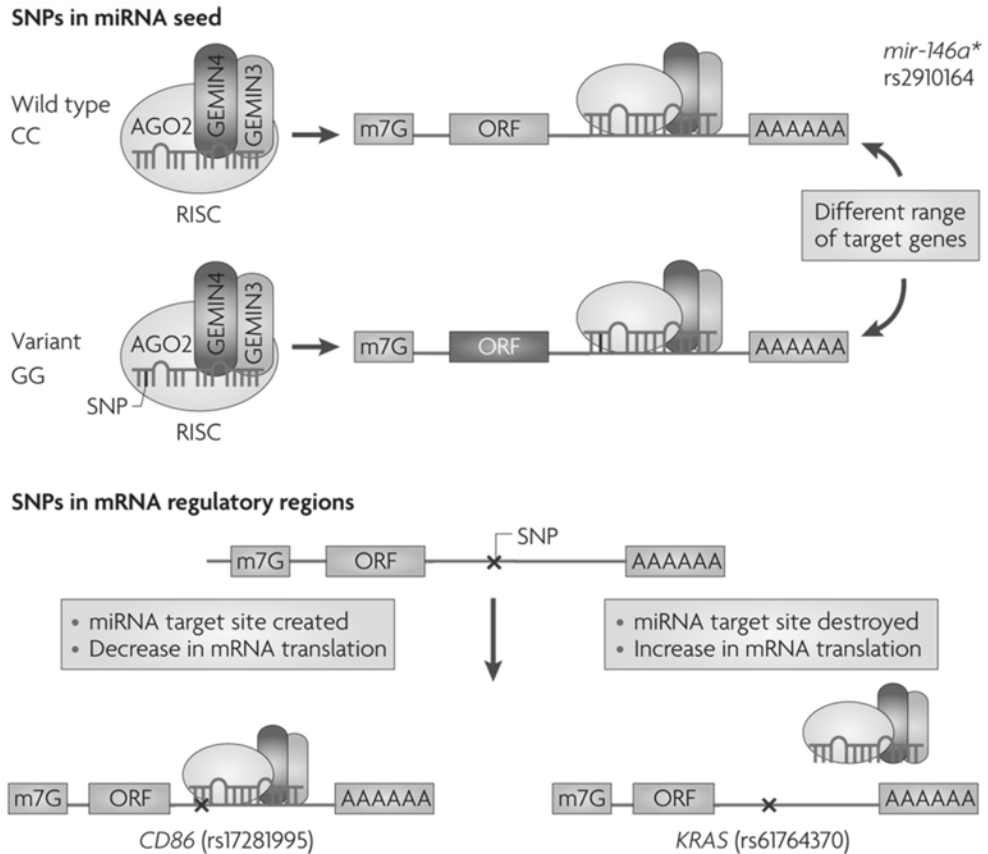 SNPs in miRNA seed
Wild type
CC
AGO2
GEMIN4
GEMIN3
RISC
m7G
ORF
AAAAAA
mir-146a*
rs2910164
Different range
of target genes
Variant
GG
AGO2
GEMIN4
GEMIN3
SNP
RISC
m7G
ORF
AAAAAA
SNPs in mRNA regulatory regions
SNP
m7G
ORF
AAAAAA
• miRNA target site created
• Decrease in mRNA translation
• miRNA target site destroyed
• Increase in mRNA translation
m7G
ORF
AAAAAA
CD86 (rs17281995)
m7G
ORF
AAAAAA
KRAS (rs61764370)